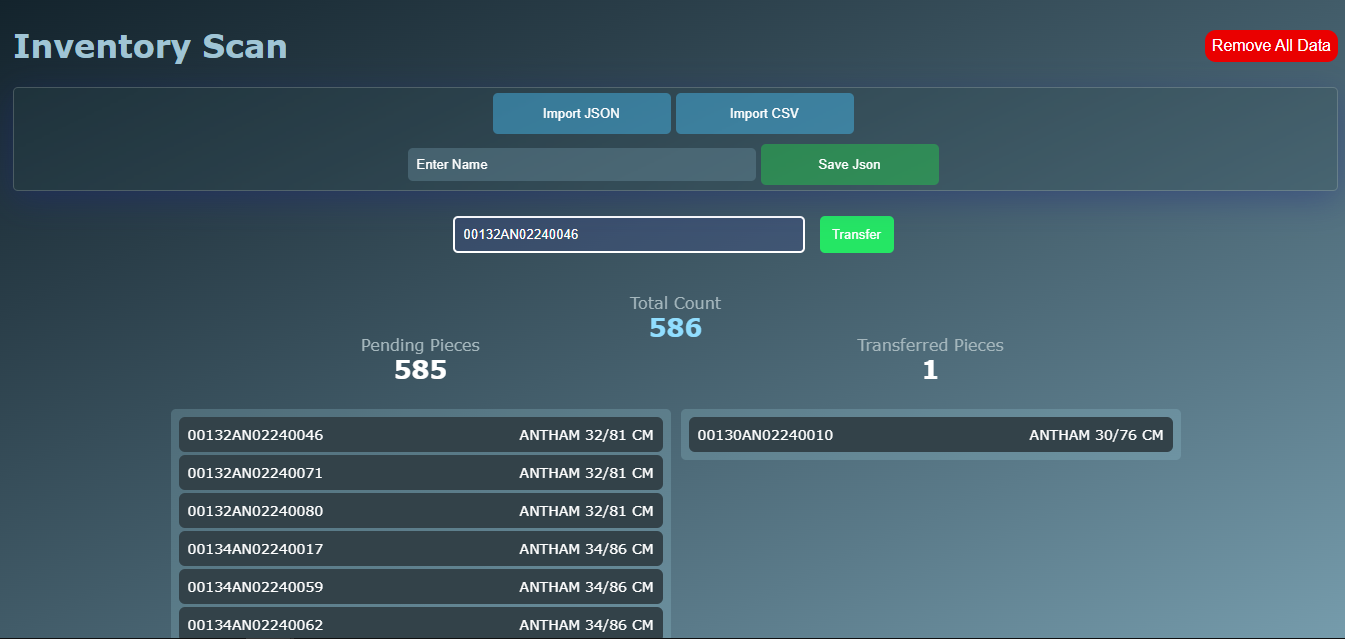 Inventory Scan
Remove All Data
Import JSON
Import CSV
Enter Name
Save Json
00132AN02240046
Transfer
Total Count
586
Pending Pieces
585
Transferred Pieces
1
00132AN02240046 ANTHAM 32/81 CM
00132AN02240071 ANTHAM 32/81 CM
00132AN02240080 ANTHAM 32/81 CM
00134AN02240017 ANTHAM 34/86 CM
00134AN02240059 ANTHAM 34/86 CM
00134AN02240062 ANTHAM 34/86 CM
00130AN02240010 ANTHAM 30/76 CM